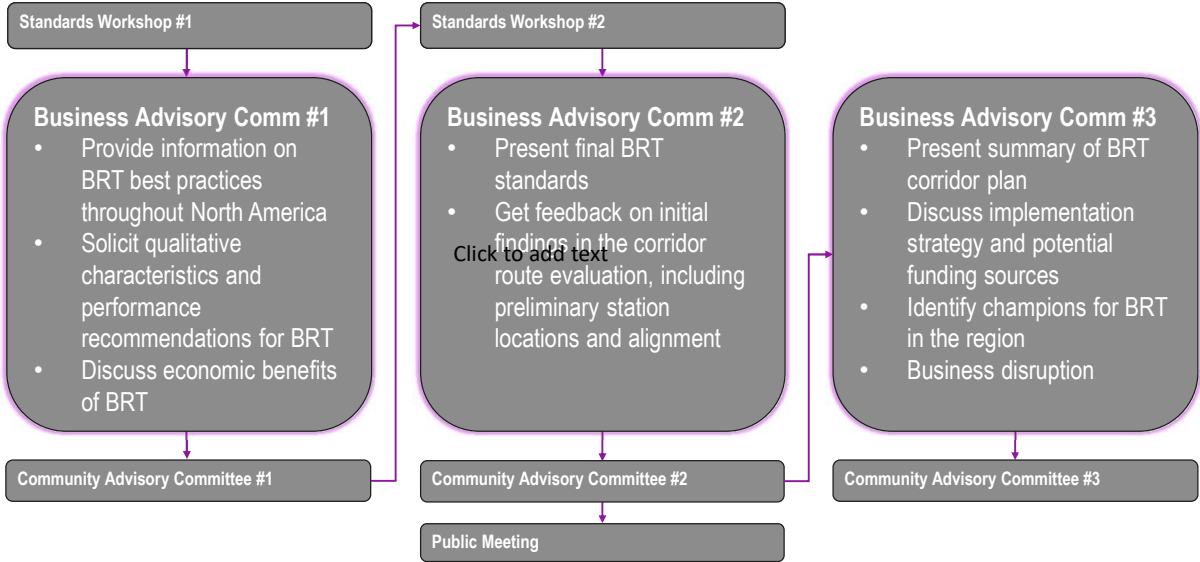 Standards Workshop #1
Business Advisory Comm #1
• Provide information on
BRT best practices
throughout North America
• Solicit qualitative
characteristics and
performance
recommendations for BRT
• Discuss economic benefits
of BRT
Community Advisory Committee #1
Standards Workshop #2
Business Advisory Comm #2
• Present final BRT
standards
• Get feedback on initial
findings in the corridor
Click to add text
route evaluation, including
preliminary station
locations and alignment
Community Advisory Committee #2
Public Meeting
Business Advisory Comm #3
• Present summary of BRT
corridor plan
• Discuss implementation
strategy and potential
funding sources
• Identify champions for BRT
in the region
• Business disruption
Community Advisory Committee #3